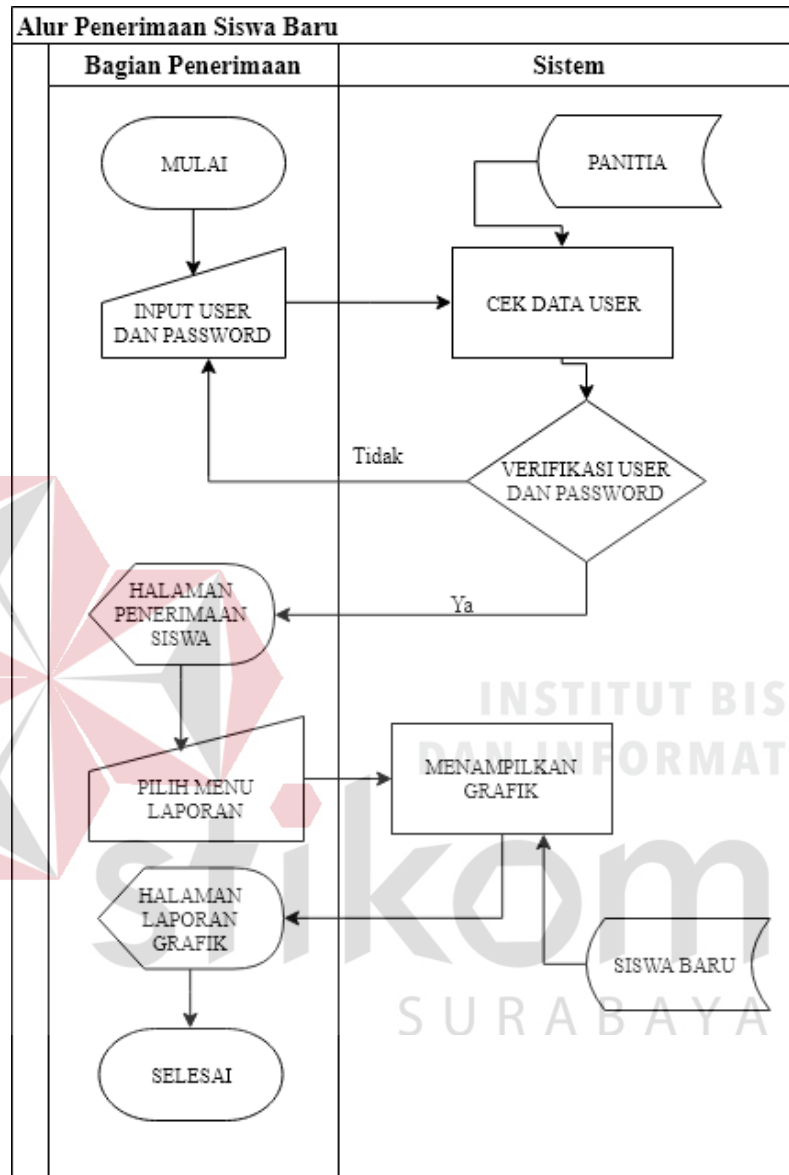 Alur Penerimaan Siswa Baru
Bagian Penerimaan
Sistem
MULAI
PANITIA
INPUT USER
DAN PASSWORD
CEK DATA USER
Tidak
VERIFIKASI USER
DAN PASSWORD
HALAMAN
PENERIMAAN
SISWA
Ya
INSTITUT BIS
DAN INFORMAT
PILIH MENU
LAPORAN
MENAMPILKAN
GRAFIK
stikom
HALAMAN
LAPORAN
GRAFIK
SISWA BARU
SURABAYA
SELESAI